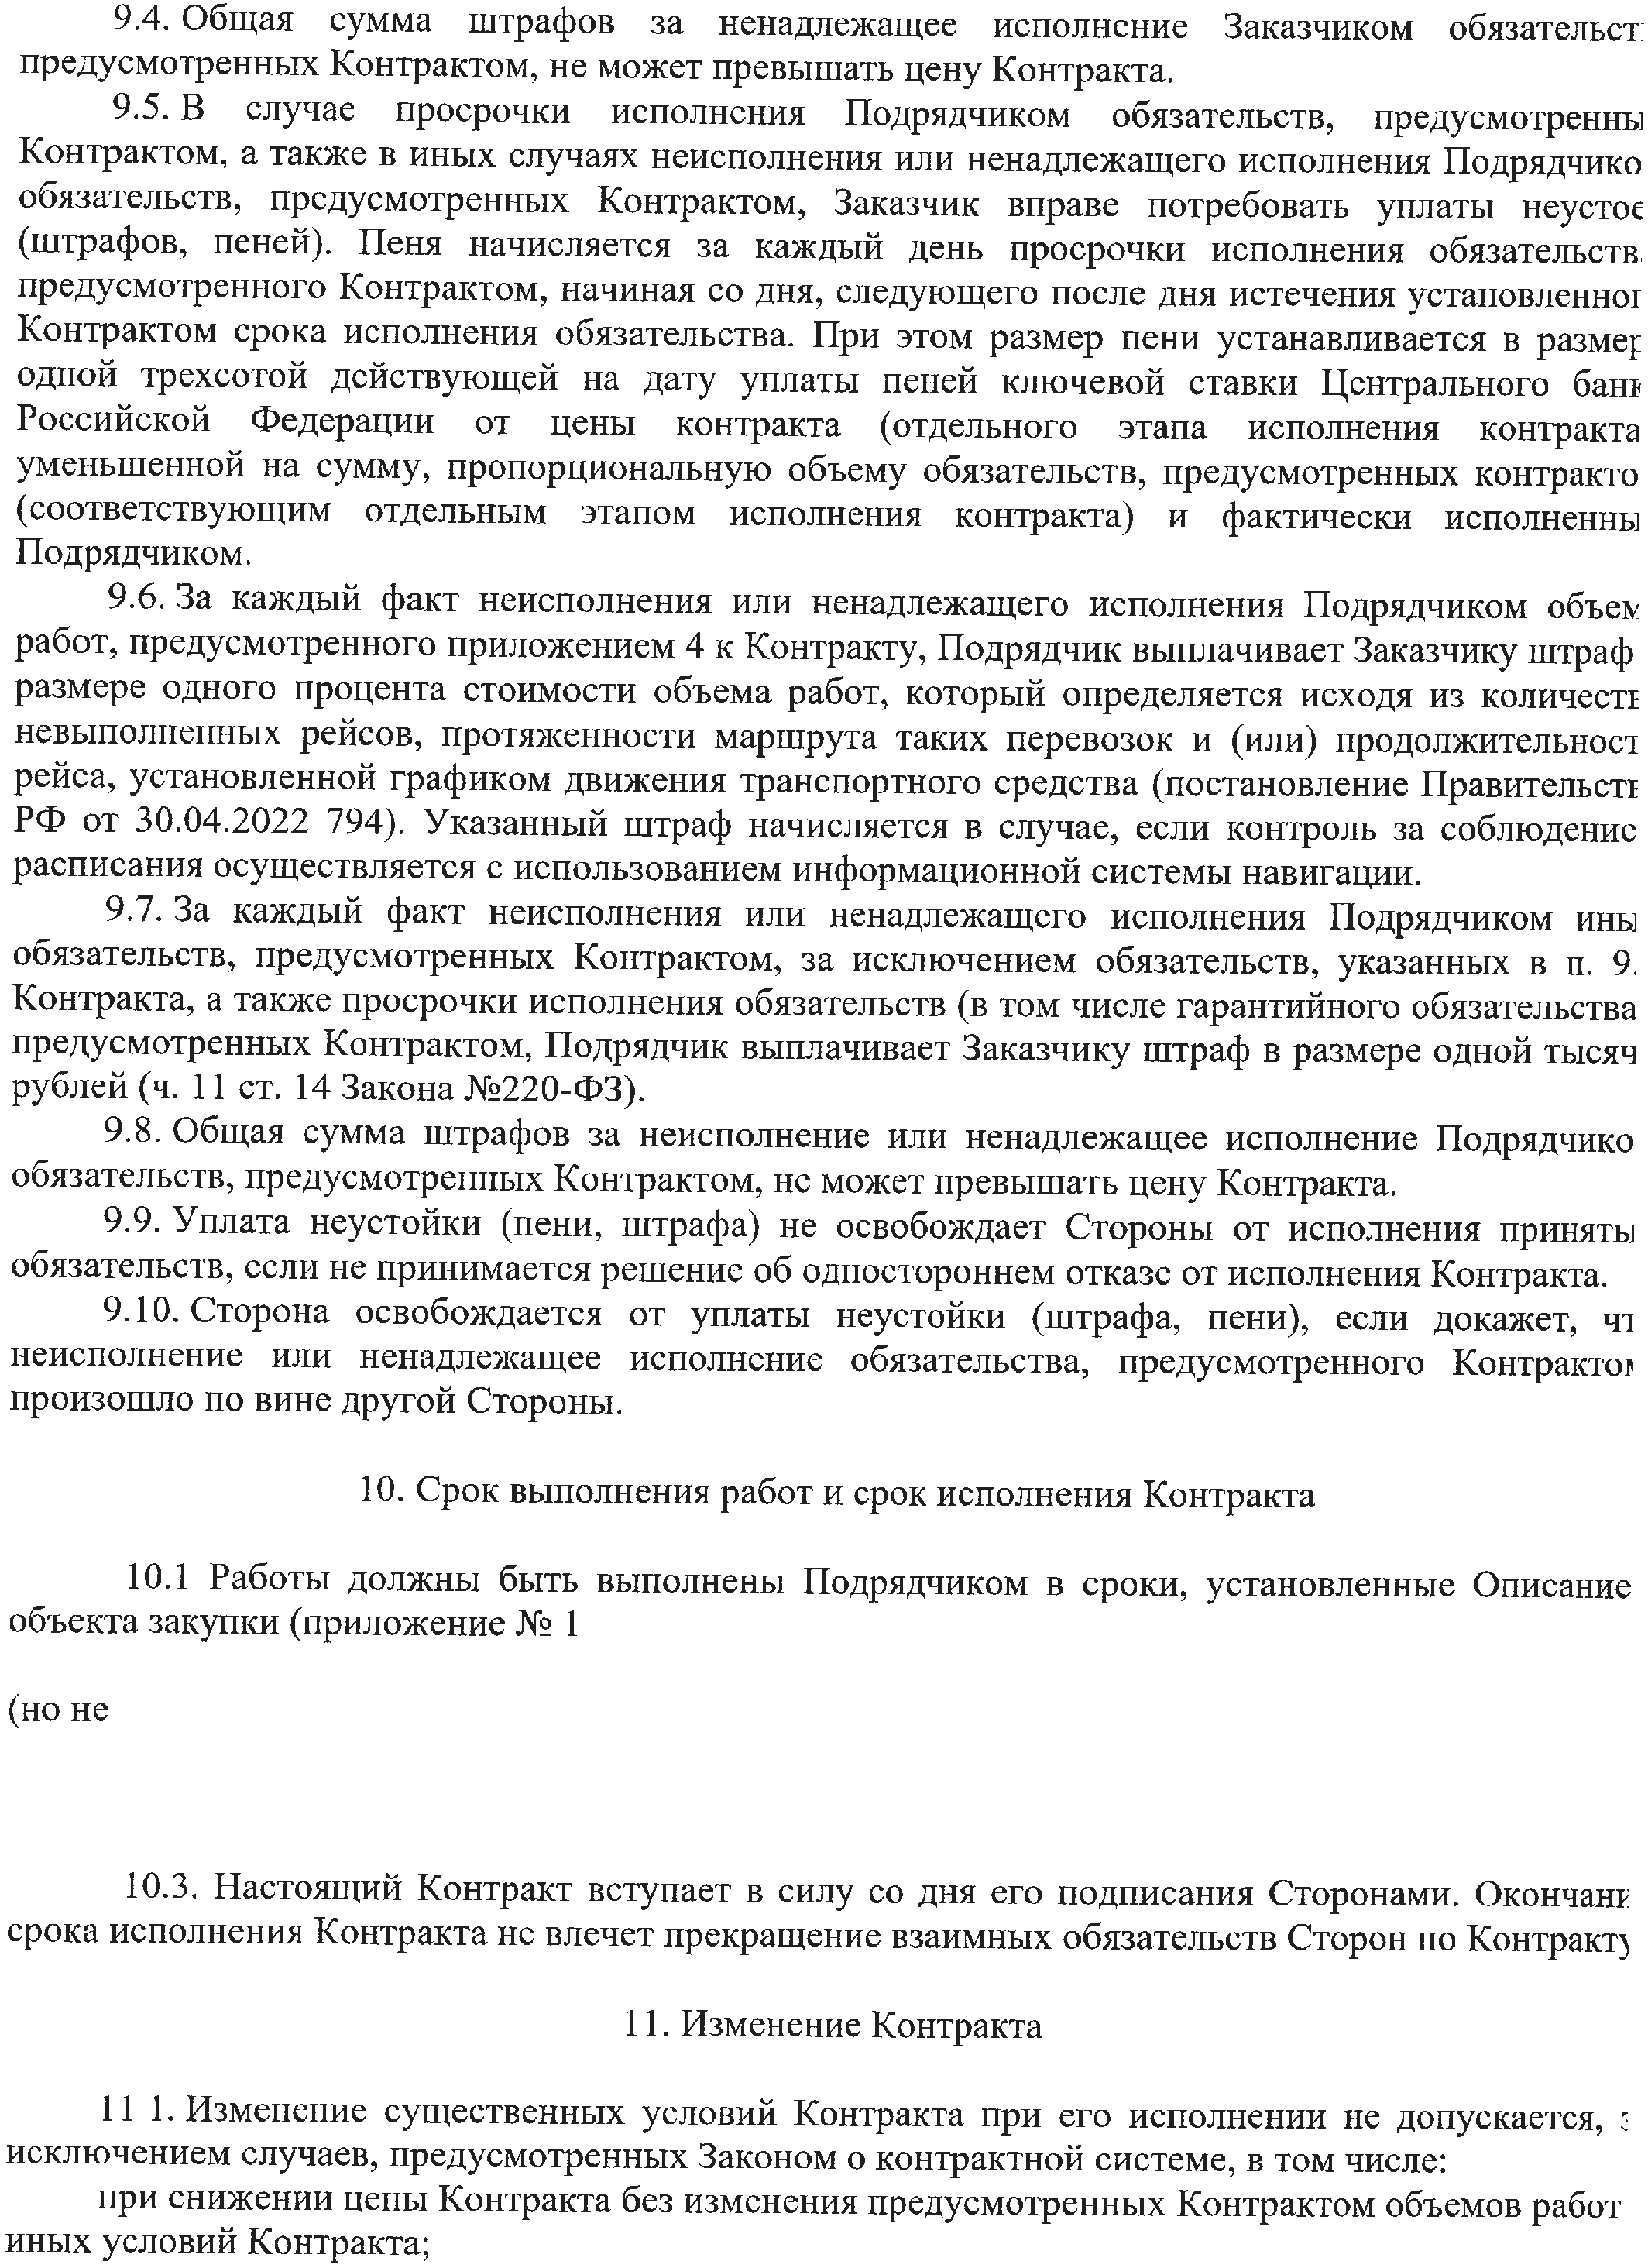 9.4. Общая сумма штрафов за ненадлежащее исполнение Заказчиком обязательст
предусмотренных Контрактом, не может превышать цену Контракта.
9.5. В случае просрочки исполнения Подрядчиком обязательств, предусмотренны
Контрактом, а также в иных случаях неисполнения или ненадлежащего исполнения Подрядчико
обязательств, предусмотренных Контрактом, Заказчик вправе потребовать уплаты неустое
(штрафов, пеней). Пеня начисляется за каждый день просрочки исполнения обязательств
предусмотренного Контрактом, начиная со дня, следующего после дня истечения установленног
Контрактом срока исполнения обязательства. При этом размер пени устанавливается в размер
одной трехсотой действующей на дату уплаты пеней ключевой ставки Центрального банк
Российской Федерации от цены контракта (отдельного этапа исполнения контракта
уменьшенной на сумму, пропорциональную объему обязательств, предусмотренных контракто
(соответствующим отдельным этапом исполнения контракта) и фактически исполненны
Подрядчиком.
9.6. За каждый факт неисполнения или ненадлежащего исполнения Подрядчиком объем
работ, предусмотренного приложением 4 к Контракту, Подрядчик выплачивает Заказчику штраф
размере одного процента стоимости объема работ, который определяется исходя из количеств
невыполненных рейсов, протяженности маршрута таких перевозок и (или) продолжительност
рейса, установленной графиком движения транспортного средства (постановление Правительств
РФ от 30.04.2022 794). Указанный штраф начисляется в случае, если контроль за соблюдение
расписания осуществляется с использованием информационной системы навигации.
9.7. За каждый факт неисполнения или ненадлежащего исполнения Подрядчиком ины
обязательств, предусмотренных Контрактом, за исключением обязательств, указанных в п. 9.
Контракта, а также просрочки исполнения обязательств (в том числе гарантийного обязательства
предусмотренных Контрактом, Подрядчик выплачивает Заказчику штраф в размере одной тысяч
рублей (ч. 11 ст. 14 Закона №220-ФЗ).
9.8. Общая сумма штрафов за неисполнение или ненадлежащее исполнение Подрядчико
обязательств, предусмотренных Контрактом, не может превышать цену Контракта.
9.9. Уплата неустойки (пени, штрафа) не освобождает Стороны от исполнения приняты
обязательств, если не принимается решение об одностороннем отказе от исполнения Контракта.
9.10. Сторона освобождается от уплаты неустойки (штрафа, пени), если докажет, чт
неисполнение или ненадлежащее исполнение обязательства, предусмотренного Контрактом
произошло по вине другой Стороны.
10. Срок выполнения работ и срок исполнения Контракта
10.1 Работы должны быть выполнены Подрядчиком в сроки, установленные Описание
объекта закупки (приложение № 1
(но не
10.3. Настоящий Контракт вступает в силу со дня его подписания Сторонами. Окончани
срока исполнения Контракта не влечет прекращение взаимных обязательств Сторон по Контракту
11. Изменение Контракта
11 1. Изменение существенных условий Контракта при его исполнении не допускается, з
исключением случаев, предусмотренных Законом о контрактной системе, в том числе:
при снижении цены Контракта без изменения предусмотренных Контрактом объемов работ
иных условий Контракта;